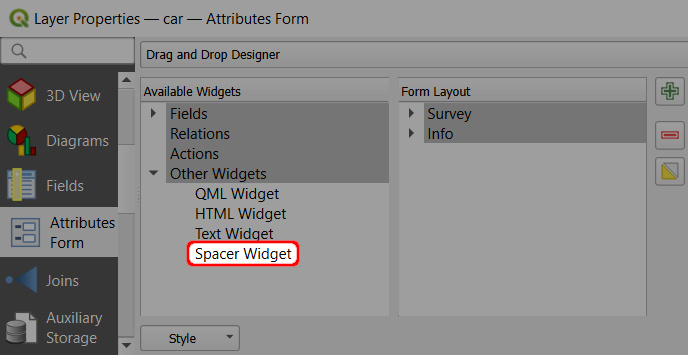 Layer Properties — car — Attributes Form
3D View
Diagrams
Fields
Attributes
Form
Joins
Auxiliary
Storage
Drag and Drop Designer
Available Widgets
Fields
Relations
Actions
Other Widgets
QML Widget
HTML Widget
Text Widget
Spacer Widget
Style
Form Layout
Survey
Info